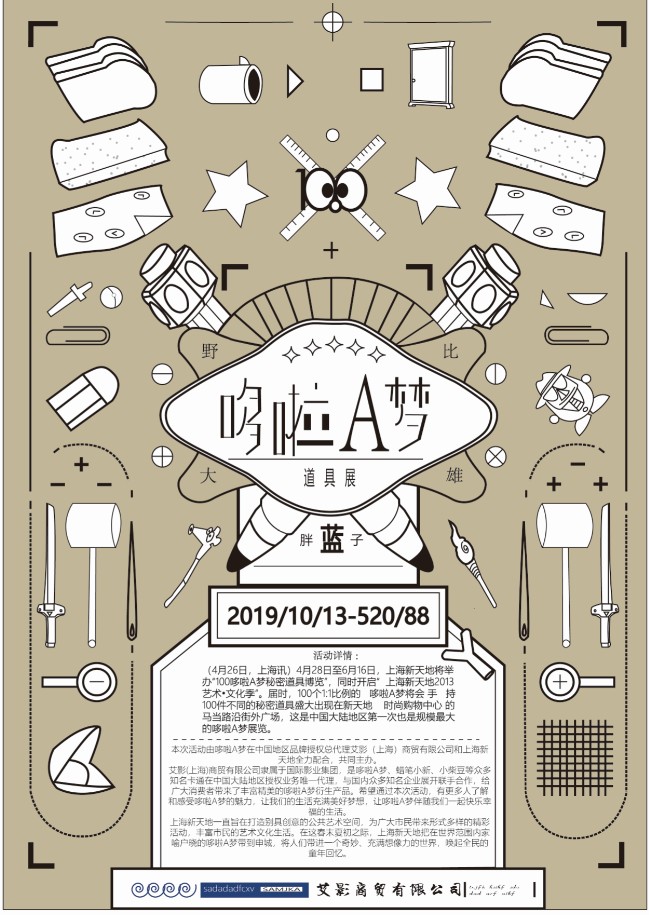 野
比
哆啦A梦
道具展
大
雄
胖
蓝
子
2019/10/13-520/88
活动详情：
（4月26日，上海讯）4月28日至6月16日，上海新天地将举
办“100哆啦A梦秘密道具博览”，同时开启“ 上海新天地2013
艺术•文化季”。届时，100个1:1比例的 哆啦A梦将会 手 持
100件不同的秘密道具盛大出现在新天地 时尚购物中心 的
马当路沿街外广场，这是中国大陆地区第一次也是规模最大
的哆啦A梦展览。
本次活动由哆啦A梦在中国地区品牌授权总代理艾影（上海）商贸有限公司和上海新
天地全力配合，共同主办。
艾影(上海)商贸有限公司隶属于国际影业集团，是哆啦A梦、蜡笔小新、小柴豆等众多
知名卡通在中国大陆地区授权业务唯一代理，与国内众多知名企业展开联手合作，给
广大消费者带来了丰富精美的哆啦A梦衍生产品。希望通过本次活动，有更多人了解
和感受哆啦A梦的魅力，让我们的生活充满美好梦想，让哆啦A梦伴随我们一起快乐幸
福的生活。
上海新天地一直旨在打造别具创意的公共艺术空间，为广大市民带来形式多样的精彩
活动，丰富市民的艺术文化生活。在这春末夏初之际，上海新天地把在世界范围内家
喻户晓的哆啦A梦带到申城，将人们带进一个奇妙、充满想像力的世界，唤起全民的
童年回忆。
sadadadfcxv SAMJKA 艾影商贸有限公司